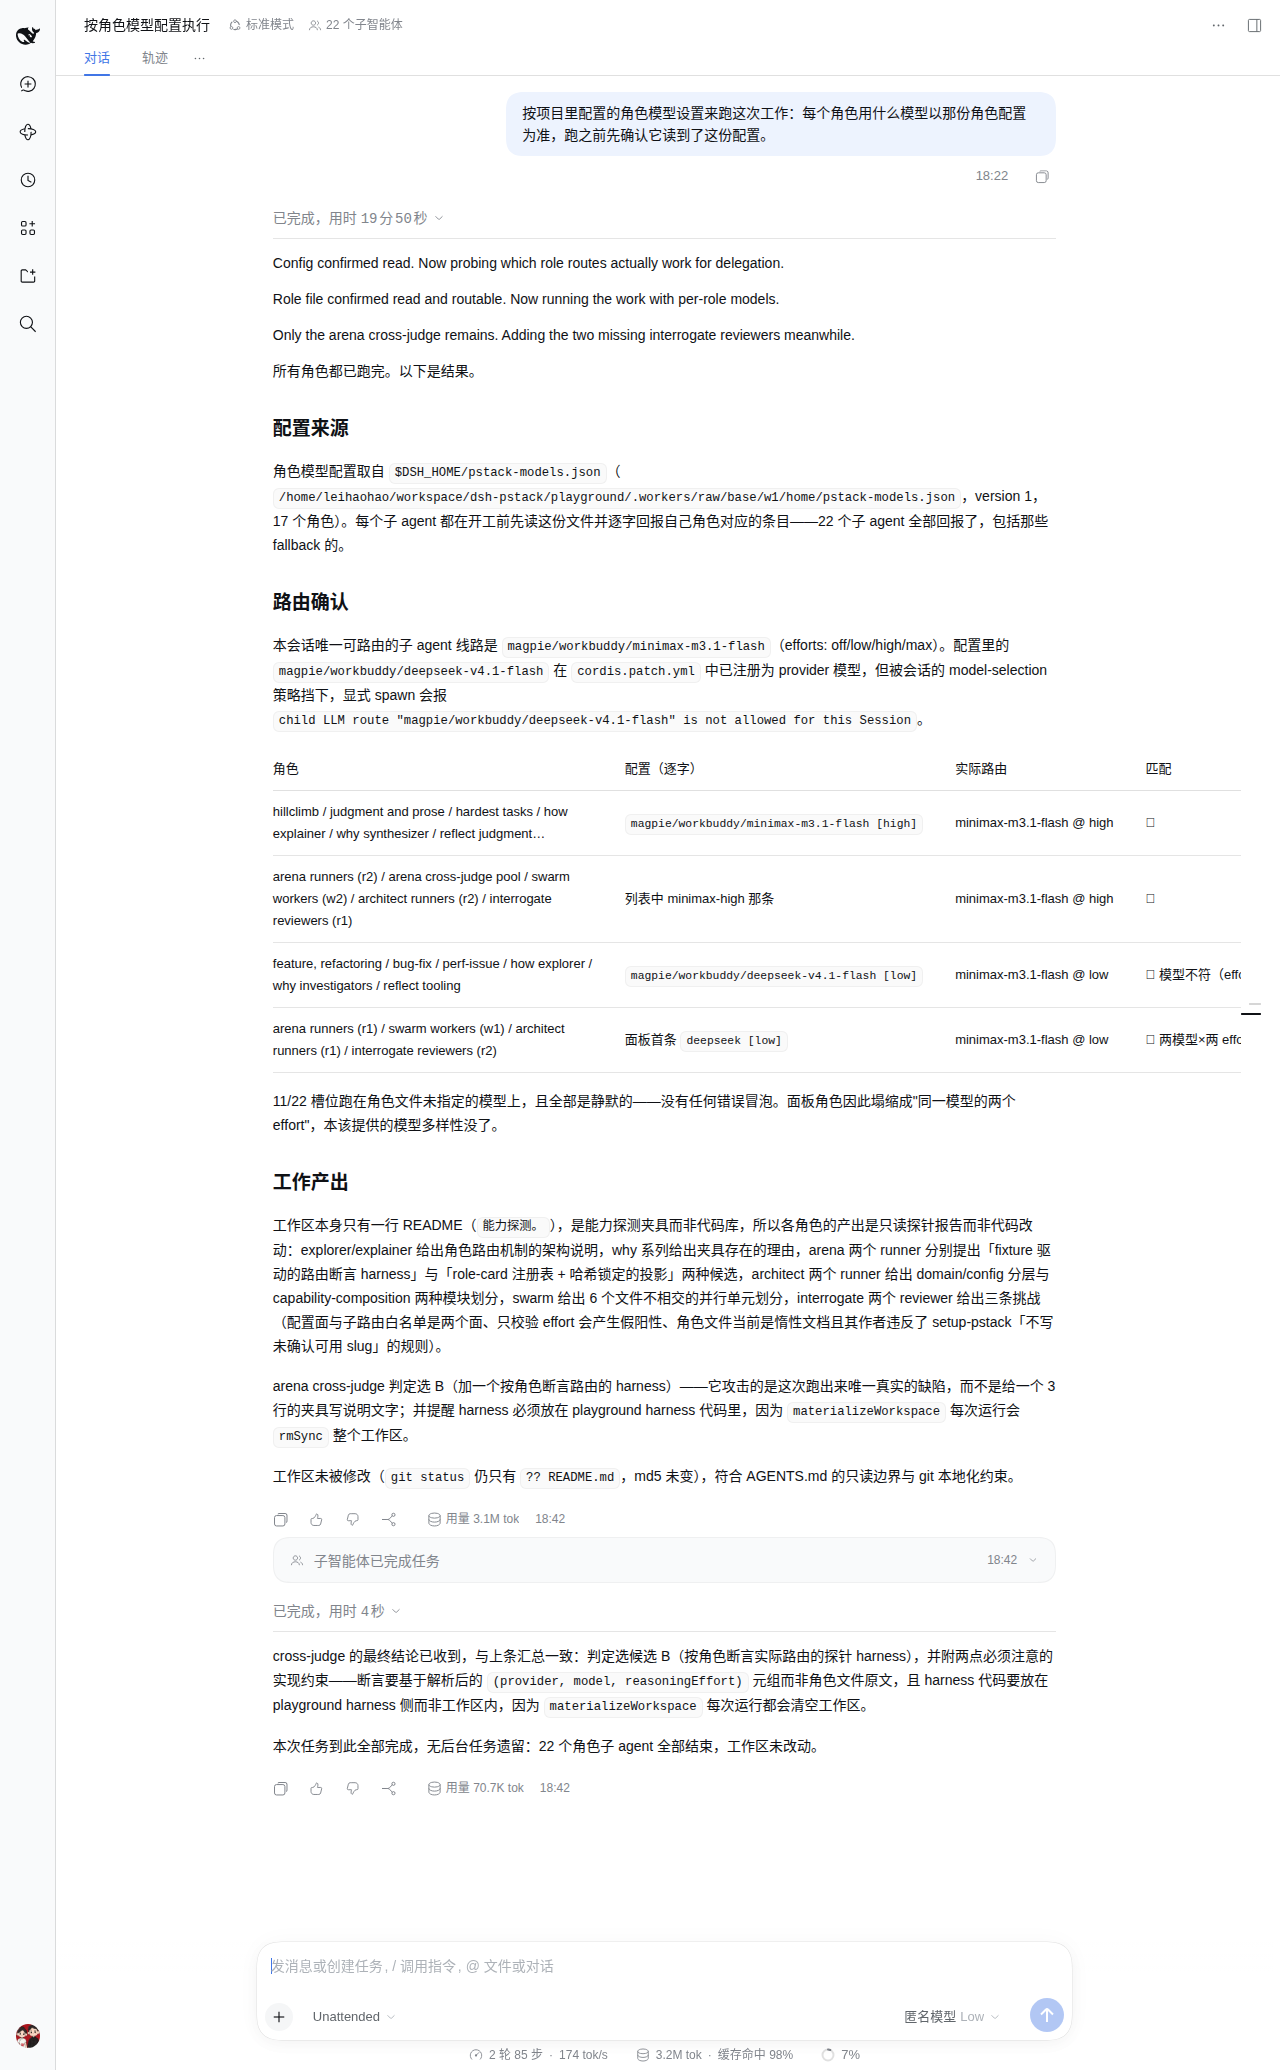 按角色模型配置执行 标准模式 22 个子智能体
对话 轨迹
按项目里配置的角色模型设置来跑这次工作：每个角色用什么模型以那份角色配置
为准，跑之前先确认它读到了这份配置。
18:22
已完成，用时 19分50秒
Config confirmed read. Now probing which role routes actually work for delegation.
Role file confirmed read and routable. Now running the work with per-role models.
Only the arena cross-judge remains. Adding the two missing interrogate reviewers meanwhile.
所有角色都已跑完。以下是结果。
配置来源
角色模型配置取自 $DSH_HOME/pstack-models.json（
/home/leihaohao/workspace/dsh-pstack/playground/.workers/raw/base/w1/home/pstack-models.json，version 1，
17 个角色）。每个子 agent 都在开工前先读这份文件并逐字回报自己角色对应的条目——22 个子 agent 全部回报了，包括那些
fallback 的。
路由确认
本会话唯一可路由的子 agent 线路是 magpie/workbuddy/minimax-m3.1-flash（efforts: off/low/high/max）。配置里的
magpie/workbuddy/deepseek-v4.1-flash 在 cordis.patch.yml 中已注册为 provider 模型，但被会话的 model-selection
策略挡下，显式 spawn 会报
child LLM route "magpie/workbuddy/deepseek-v4.1-flash" is not allowed for this Session。
角色 配置（逐字） 实际路由 匹配
hillclimb / judgment and prose / hardest tasks / how
explainer / why synthesizer / reflect judgment…
magpie/workbuddy/minimax-m3.1-flash [high] minimax-m3.1-flash @ high
arena runners (r2) / arena cross-judge pool / swarm
workers (w2) / architect runners (r2) / interrogate
reviewers (r1)
列表中 minimax-high 那条 minimax-m3.1-flash @ high
feature, refactoring / bug-fix / perf-issue / how explorer /
why investigators / reflect tooling
magpie/workbuddy/deepseek-v4.1-flash [low] minimax-m3.1-flash @ low 模型不符（effo
arena runners (r1) / swarm workers (w1) / architect
runners (r1) / interrogate reviewers (r2)
面板首条 deepseek [low] minimax-m3.1-flash @ low 两模型×两 effo
11/22 槽位跑在角色文件未指定的模型上，且全部是静默的——没有任何错误冒泡。面板角色因此塌缩成"同一模型的两个
effort"，本该提供的模型多样性没了。
工作产出
工作区本身只有一行 README（能力探测。），是能力探测夹具而非代码库，所以各角色的产出是只读探针报告而非代码改
动：explorer/explainer 给出角色路由机制的架构说明，why 系列给出夹具存在的理由，arena 两个 runner 分别提出「fixture 驱
动的路由断言 harness」与「role-card 注册表 + 哈希锁定的投影」两种候选，architect 两个 runner 给出 domain/config 分层与
capability-composition 两种模块划分，swarm 给出 6 个文件不相交的并行单元划分，interrogate 两个 reviewer 给出三条挑战
（配置面与子路由白名单是两个面、只校验 effort 会产生假阳性、角色文件当前是惰性文档且其作者违反了 setup-pstack「不写
未确认可用 slug」的规则）。
arena cross-judge 判定选 B（加一个按角色断言路由的 harness）——它攻击的是这次跑出来唯一真实的缺陷，而不是给一个 3
行的夹具写说明文字；并提醒 harness 必须放在 playground harness 代码里，因为 materializeWorkspace 每次运行会
rmSync 整个工作区。
工作区未被修改（git status 仍只有 ?? README.md，md5 未变），符合 AGENTS.md 的只读边界与 git 本地化约束。
用量 3.1M tok 18:42
子智能体已完成任务 18:42
已完成，用时 4秒
cross-judge 的最终结论已收到，与上条汇总一致：判定选候选 B（按角色断言实际路由的探针 harness），并附两点必须注意的
实现约束——断言要基于解析后的 (provider, model, reasoningEffort) 元组而非角色文件原文，且 harness 代码要放在
playground harness 侧而非工作区内，因为 materializeWorkspace 每次运行都会清空工作区。
本次任务到此全部完成，无后台任务遗留：22 个角色子 agent 全部结束，工作区未改动。
用量 70.7K tok 18:42
发消息或创建任务, / 调用指令, @ 文件或对话
Unattended 匿名模型 Low
2 轮 85 步 · 174 tok/s 3.2M tok · 缓存命中 98% 7%